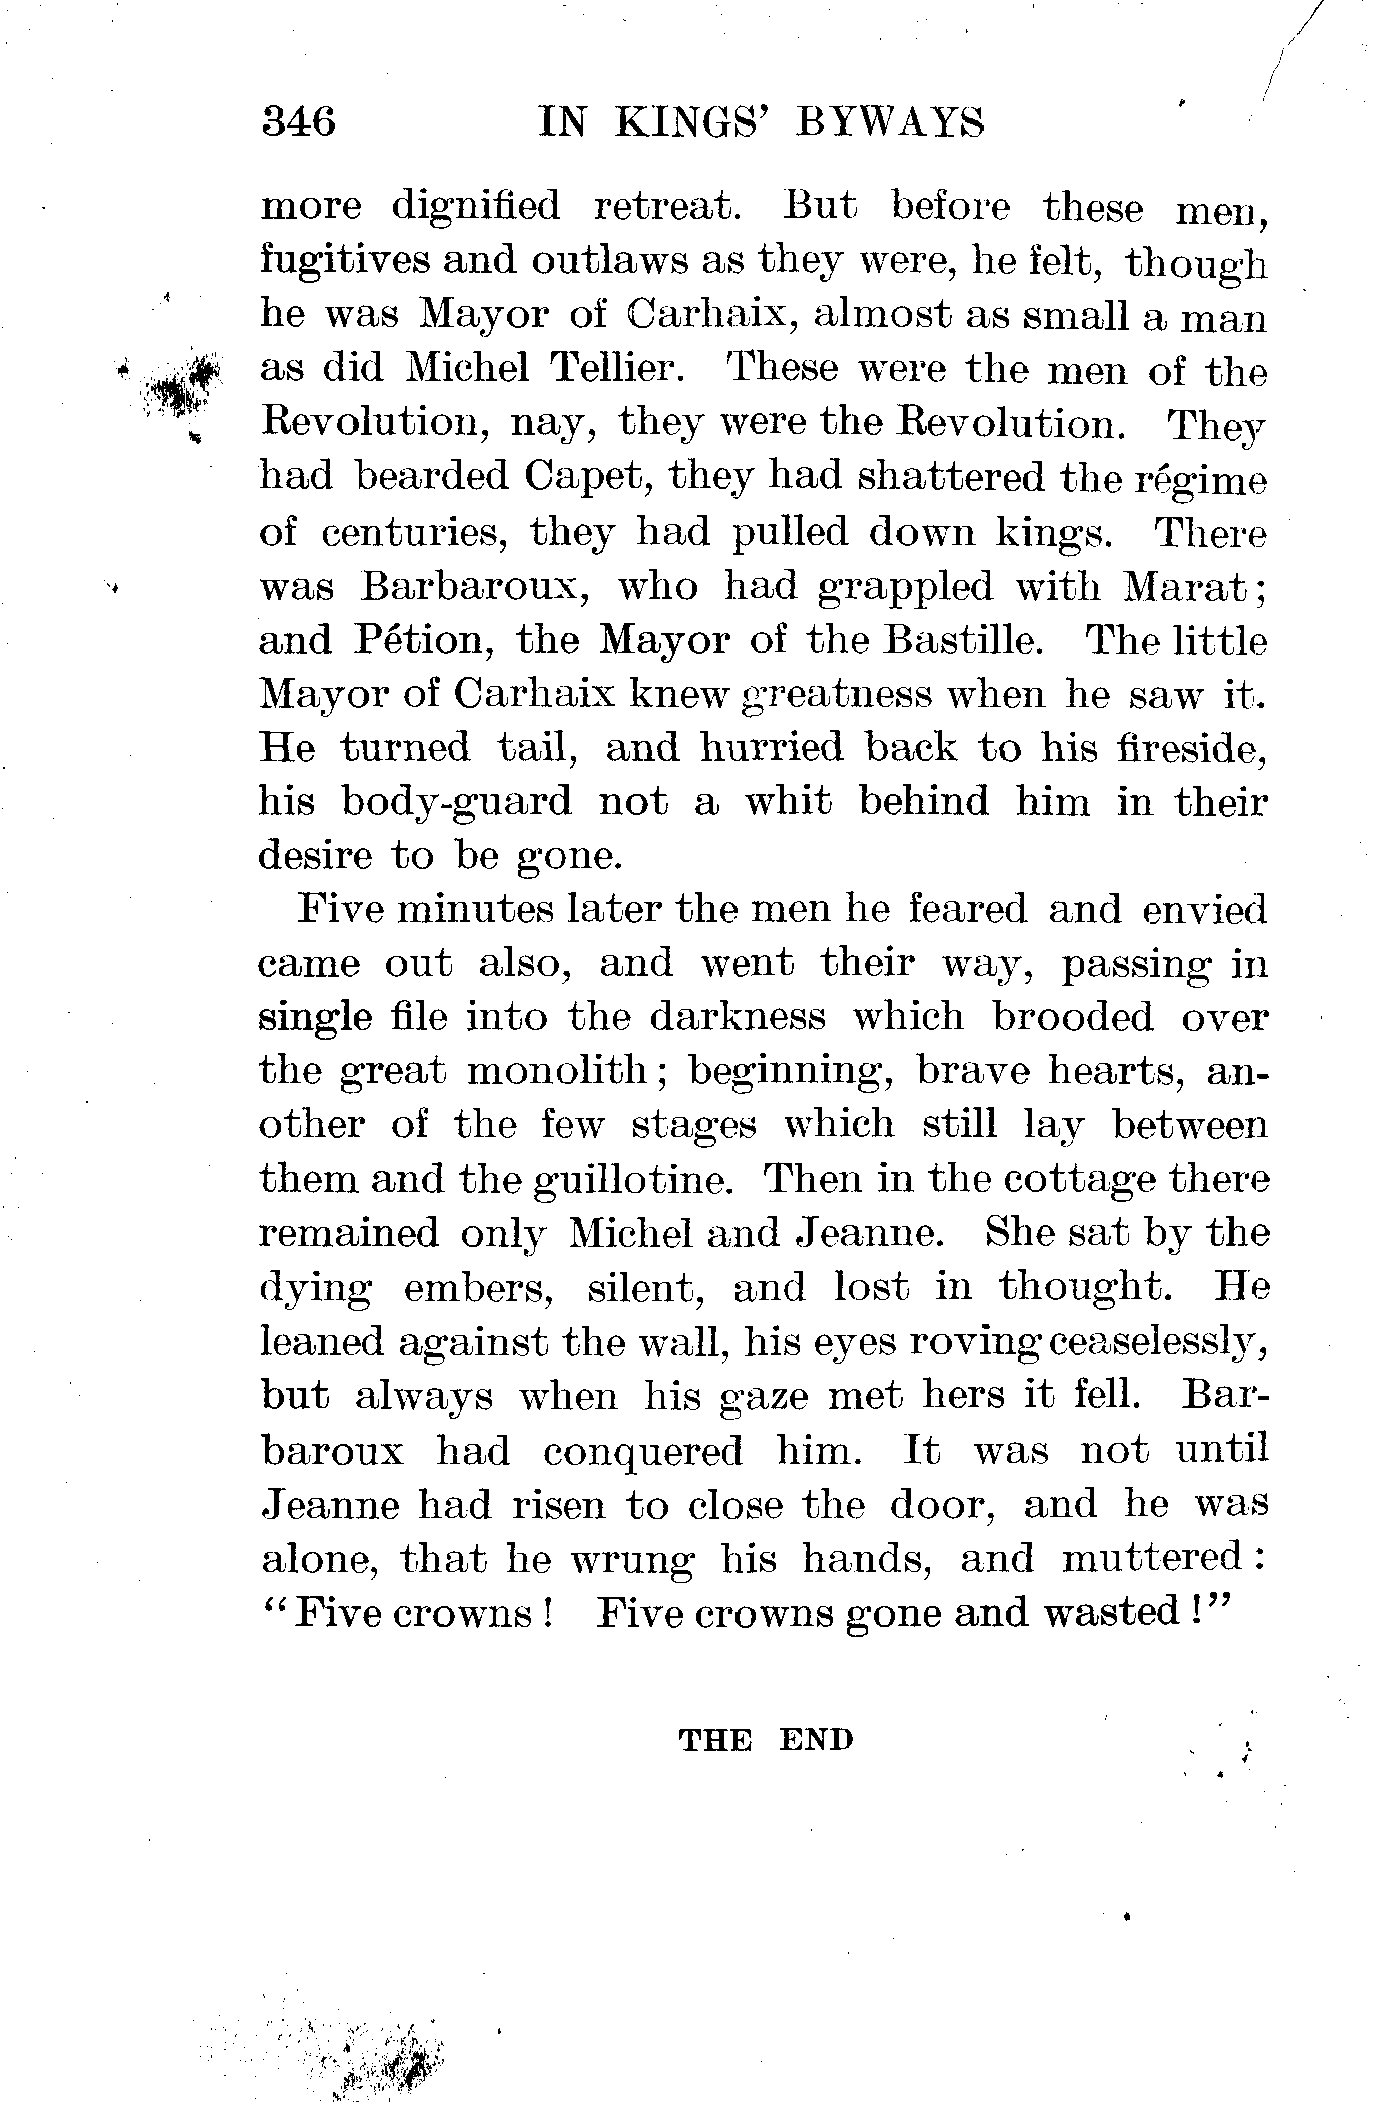 346 IN KINGS' BYWAYS
more dignified retreat. But before these men,
fugitives and outlaws as they were, he felt, though
he was Mayor of Carhaix, almost as small a man
as did Michel Tellier. These were the men of the
Revolution, nay, they were the Revolution. They
had bearded Capet, they had shattered the régime
of centuries, they had pulled down kings. There
was Barbaroux, who had grappled with Marat;
and Pétion, the Mayor of the Bastille. The little
Mayor of Carhaix knew greatness when he saw it.
He turned tail, and hurried back to his fireside,
his body-guard not a whit behind him in their
desire to be gone.
Five minutes later the men he feared and envied
came out also, and went their way, passing in
single file into the darkness which brooded over
the great monolith; beginning, brave hearts, an-
other of the few stages which still lay between
them and the guillotine. Then in the cottage there
remained only Michel and Jeanne. She sat by the
dying embers, silent, and lost in thought. He
leaned against the wall, his eyes roving ceaselessly,
but always when his gaze met hers it fell. Bar-
baroux had conquered him. It was not until
Jeanne had risen to close the door, and he was
alone, that he wrung his hands, and muttered:
"Five crowns! Five crowns gone and wasted!"
THE END